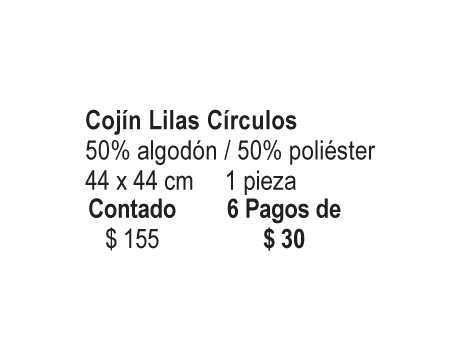 Cojín Lilas Círculos
50% algodón / 50% poliéster
44 x 44 cm 1 pieza
Contado 6 Pagos de
$ 155 $ 30